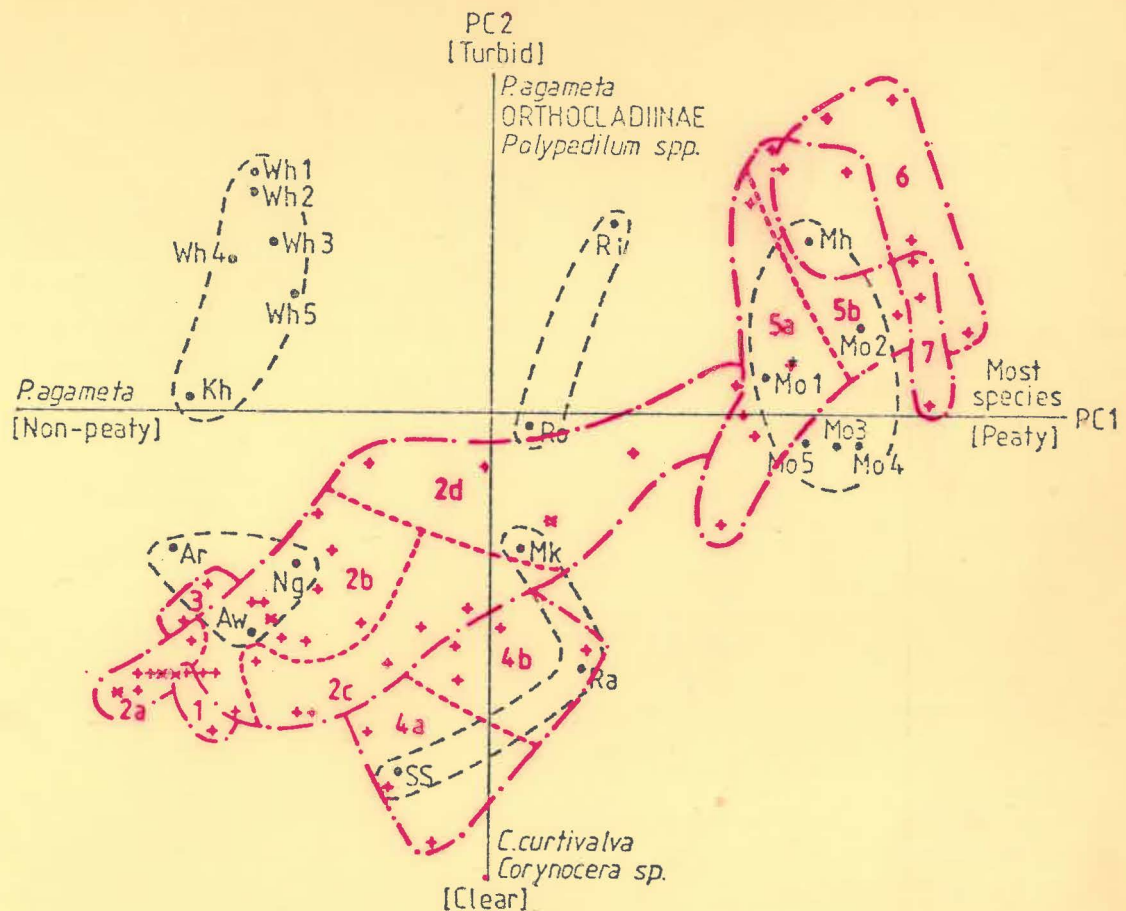 PC2
[Turbid]
P.agameta
ORTHOCLADIINAE
Polypedilum spp.
Wh1
Wh2
Wh3
Wh4
Wh5
Kh
Ri
Ro
6
Mh
5a
5b
Mo2
7
Mo1
Most
species
P.agameta
[Non-peaty]
PC1
[Peaty]
Mo3
Mo5
Mo4
2d
Ar
Ng
2b
Mk
3
Aw
4b
Ra
2c
2a
1
4a
SS
C.curtivalva
Corynocera sp.
[Clear]